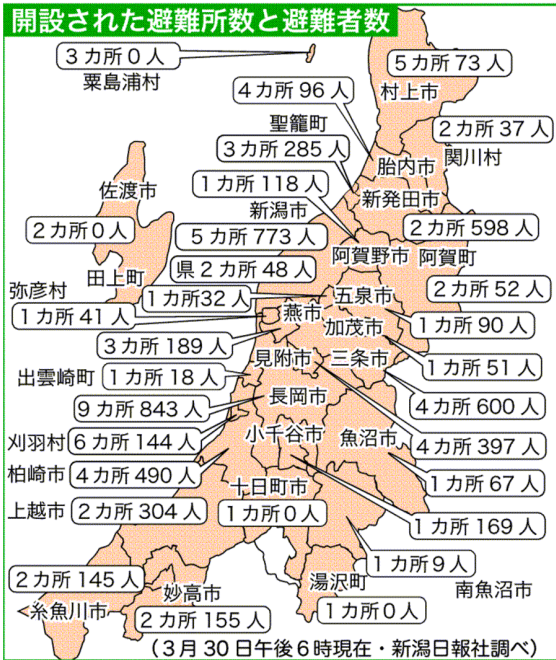 開設された避難所数と避難者数
3カ所0人
粟島浦村
5カ所73人
村上市
4カ所96人
聖籠町
2カ所37人
関川村
3カ所285人
胎内市
佐渡市
1カ所118人
新発田市
新潟市
2カ所0人
5カ所773人
2カ所598人
阿賀野市
阿賀町
県2カ所48人
田上町
弥彦村
1カ所32人
五泉市
2カ所52人
1カ所41人
燕市
加茂市
1カ所90人
3カ所189人
見附市
三条市
1カ所51人
出雲崎町
1カ所18人
長岡市
4カ所600人
9カ所843人
小千谷市
魚沼市
4カ所397人
刈羽村
6カ所144人
柏崎市
4カ所490人
1カ所67人
十日町市
上越市
2カ所304人
1カ所0人
1カ所169人
1カ所9人
2カ所145人
妙高市
湯沢町
南魚沼市
糸魚川市
2カ所155人
1カ所0人
(3月30日午後6時現在・新潟日報社調べ)